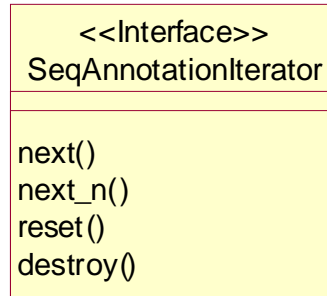 <<Interface>>
SeqAnnotationIterator
next()
next_n()
reset()
destroy()